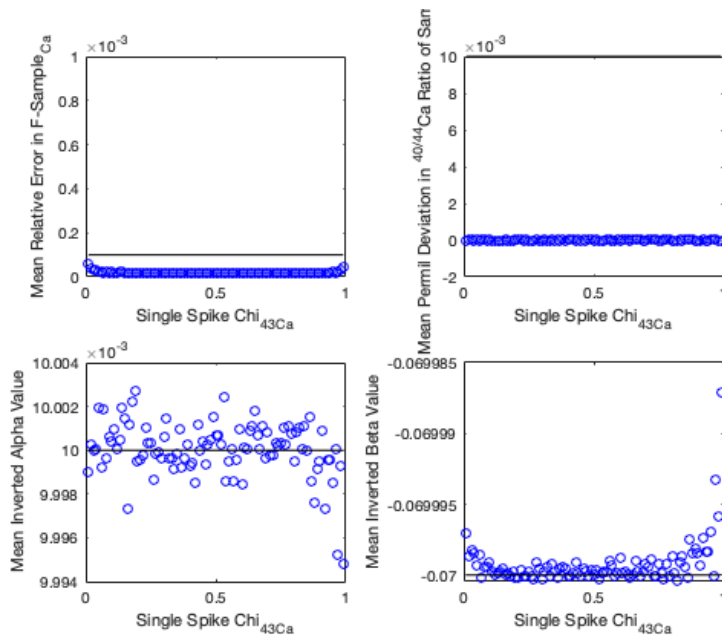 ×10⁻³
Mean Relative Error in F-Sample_Ca
1
0.8
0.6
0.4
0.2
0
0 0.5 1
Single Spike Chi_43Ca
×10⁻³
Mean Permil Deviation in ⁴⁰/⁴⁴Ca Ratio of
10
8
6
4
2
0
-2
0 0.5 1
Single Spike Chi_43Ca
×10⁻³
Mean Inverted Alpha Value
10.004
10.002
10
9.998
9.996
9.994
0 0.5 1
Single Spike Chi_43Ca
Mean Inverted Beta Value
-0.069985
-0.06999
-0.069995
-0.07
0 0.5 1
Single Spike Chi_43Ca